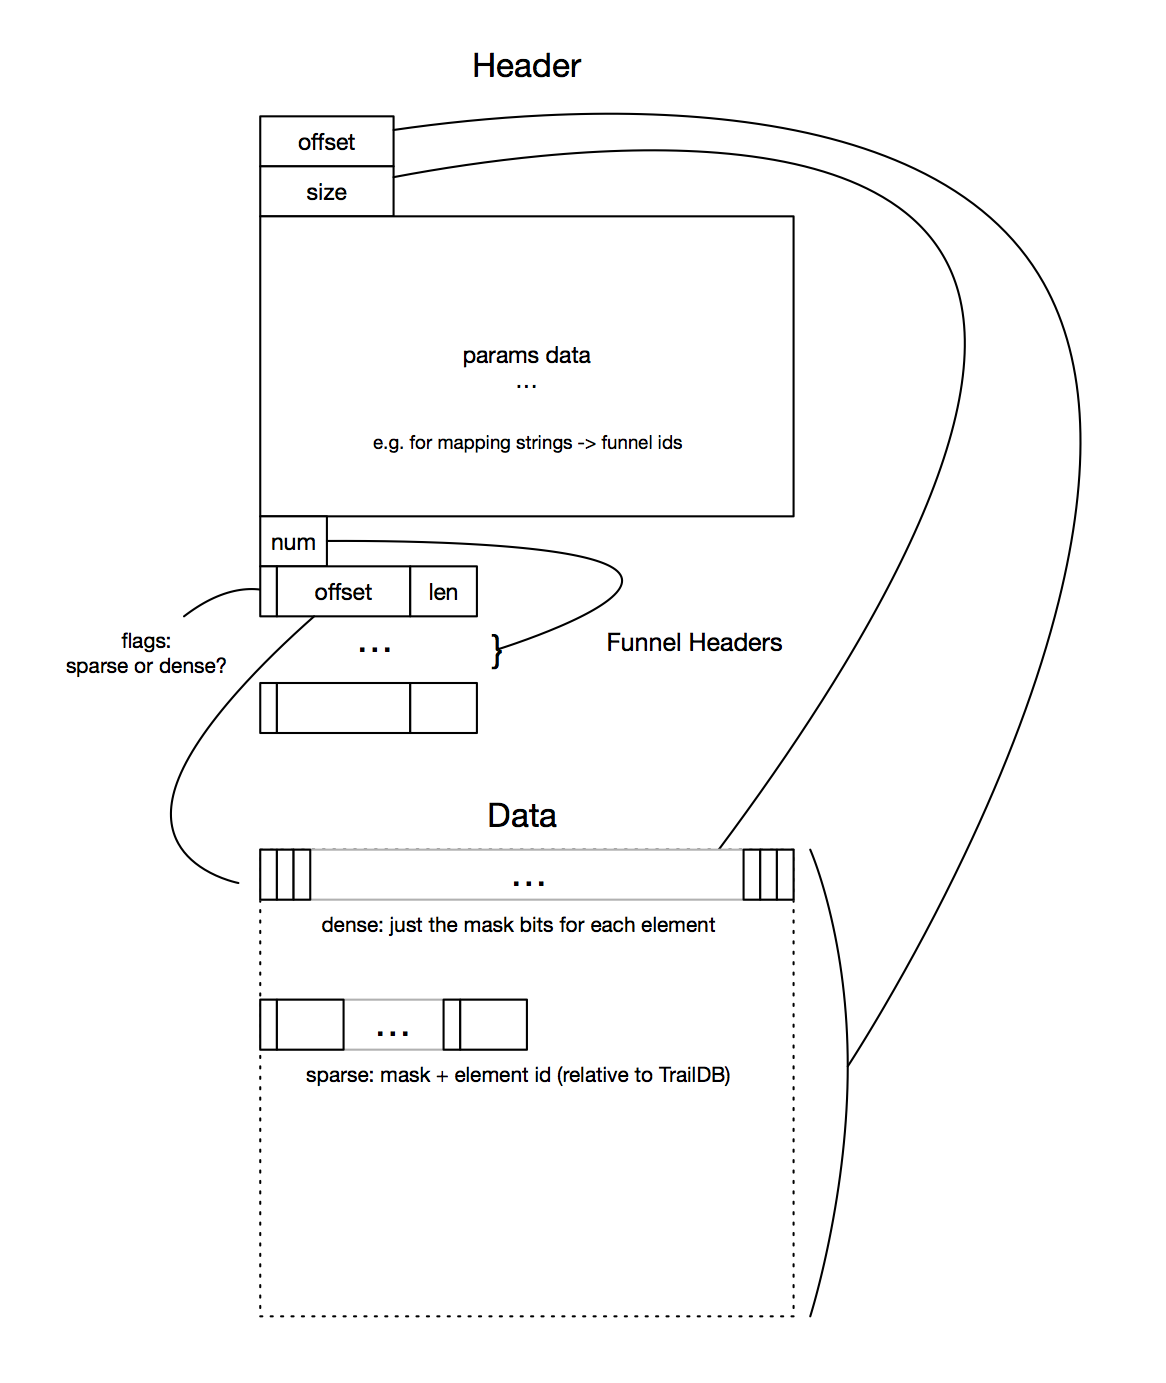 Header
offset
size
params data
...
e.g. for mapping strings -> funnel ids
num
offset
len
flags:
sparse or dense?
...
}
Funnel Headers
Data
...
dense: just the mask bits for each element
...
sparse: mask + element id (relative to TrailDB)